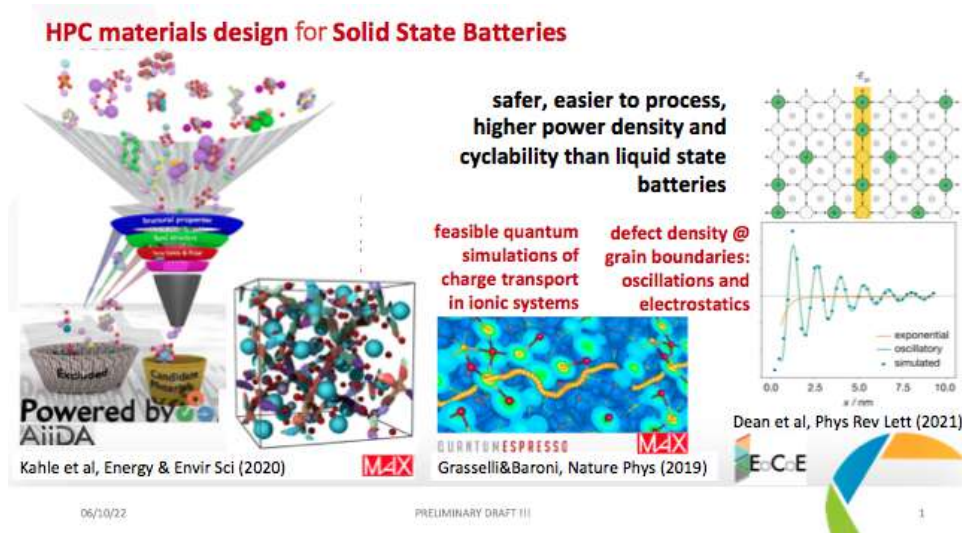 HPC materials design for Solid State Batteries
safer, easier to process,
higher power density and
cyclability than liquid state
batteries
Structural properties
feasible quantum
simulations of
charge transport
in ionic systems
defect density @
grain boundaries:
oscillations and
electrostatics
exponential
oscillatory
simulated
0.0 2.5 5.0 7.5 10.0
x / nm
Excluded
Candidate
Powered by
AiiDA
Kahle et al, Energy & Envir Sci (2020)
MAX
QUANTUMESPRESSO
MAX
Grasselli&Baroni, Nature Phys (2019)
Dean et al, Phys Rev Lett (2021)
EoCoE
06/10/22
PRELIMINARY DRAFT !!!
1